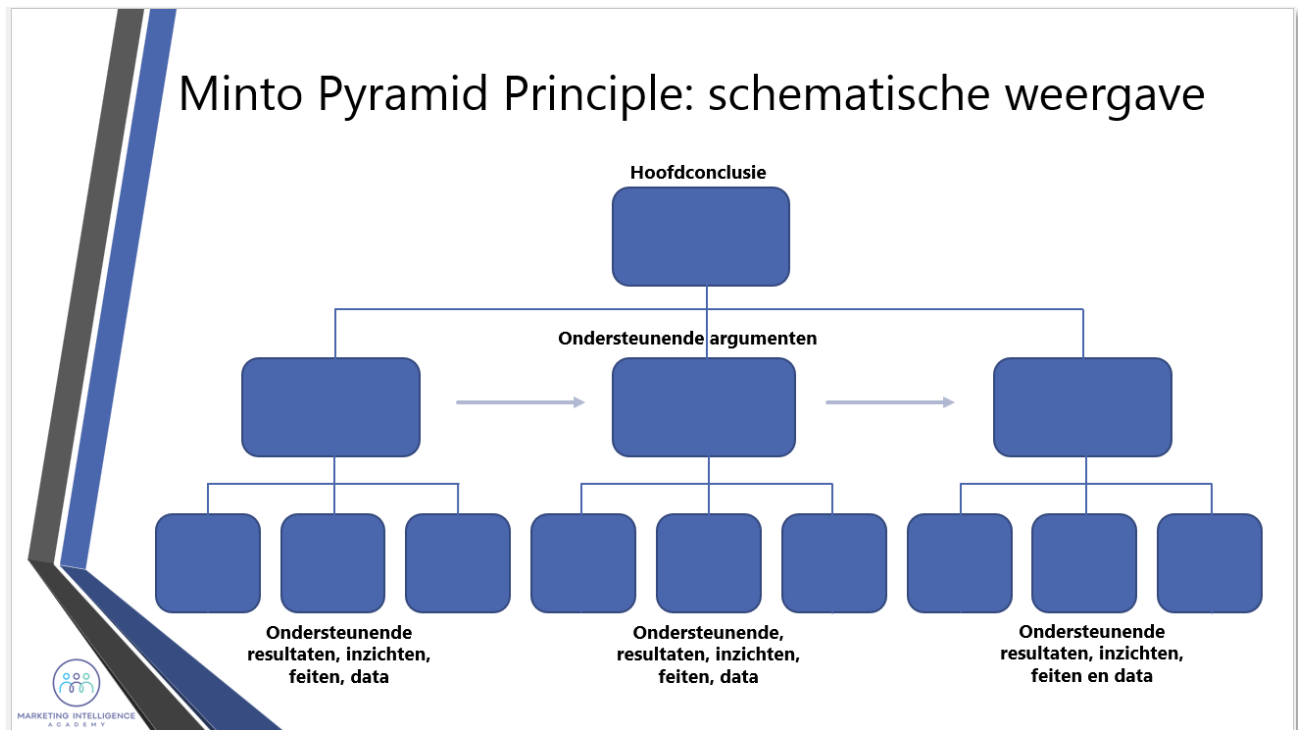 Minto Pyramid Principle: schematische weergave
Hoofdconclusie
Ondersteunende argumenten
Ondersteunende
resultaten, inzichten,
feiten, data
Ondersteunende,
resultaten, inzichten,
feiten, data
Ondersteunende
resultaten, inzichten,
feiten en data
MARKETING INTELLIGENCE
ACADEMY